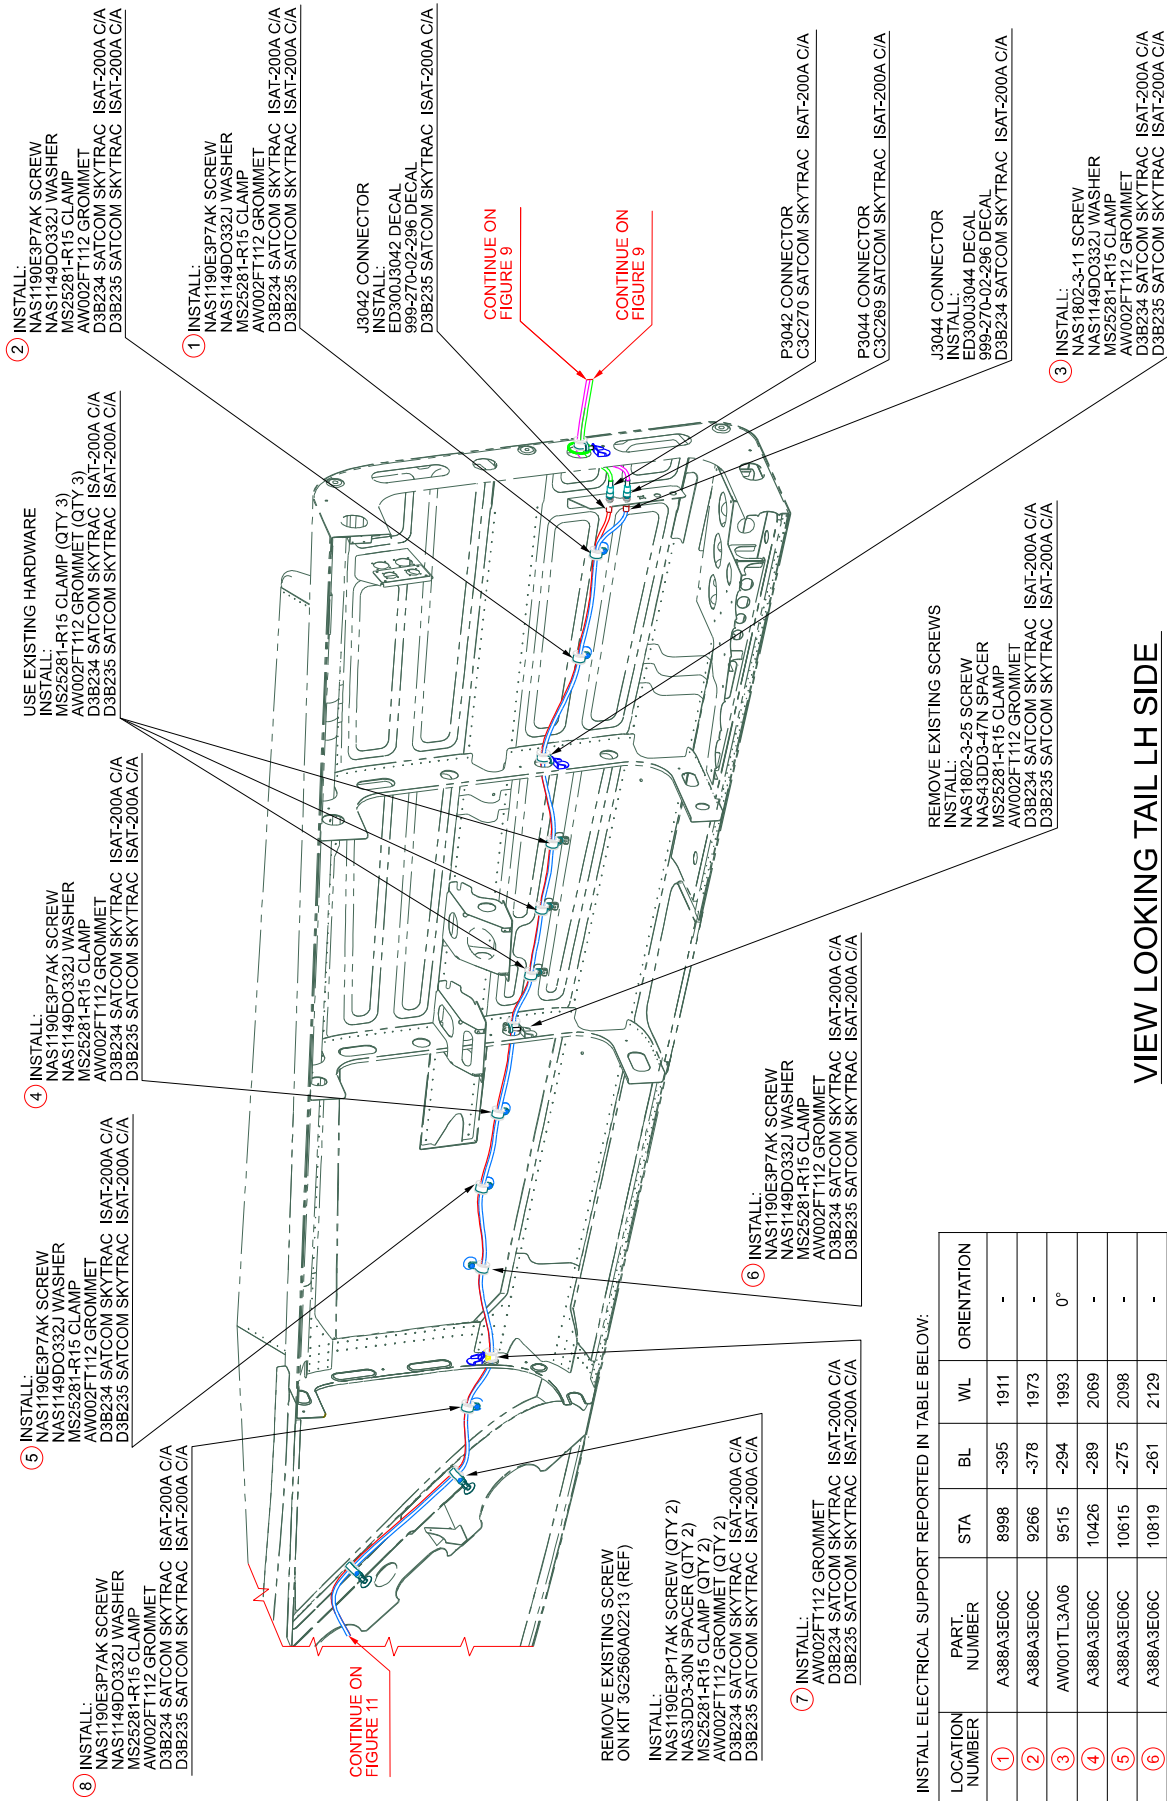 2 INSTALL:
NAS1190E3P7AK SCREW
NAS1149DO332J WASHER
MS25281-R15 CLAMP
AW002FT112 GROMMET
D3B234 SATCOM SKYTRAC ISAT-200A C/A
D3B235 SATCOM SKYTRAC ISAT-200A C/A
1 INSTALL:
NAS1190E3P7AK SCREW
NAS1149DO332J WASHER
MS25281-R15 CLAMP
AW002FT112 GROMMET
D3B234 SATCOM SKYTRAC ISAT-200A C/A
D3B235 SATCOM SKYTRAC ISAT-200A C/A
J3042 CONNECTOR
INSTALL:
ED300J3042 DECAL
999-270-02-296 DECAL
D3B235 SATCOM SKYTRAC ISAT-200A C/A
CONTINUE ON
FIGURE 9
CONTINUE ON
FIGURE 9
P3042 CONNECTOR
C3C270 SATCOM SKYTRAC ISAT-200A C/A
P3044 CONNECTOR
C3C269 SATCOM SKYTRAC ISAT-200A C/A
J3044 CONNECTOR
INSTALL:
ED300J3044 DECAL
999-270-02-296 DECAL
D3B234 SATCOM SKYTRAC ISAT-200A C/A
3 INSTALL:
NAS1802-3-11 SCREW
NAS1149DO332J WASHER
MS25281-R15 CLAMP
AW002FT112 GROMMET
D3B234 SATCOM SKYTRAC ISAT-200A C/A
D3B235 SATCOM SKYTRAC ISAT-200A C/A
USE EXISTING HARDWARE
INSTALL:
MS25281-R15 CLAMP (QTY 3)
AW002FT112 GROMMET (QTY 3)
D3B234 SATCOM SKYTRAC ISAT-200A C/A
D3B235 SATCOM SKYTRAC ISAT-200A C/A
REMOVE EXISTING SCREWS
INSTALL:
NAS1802-3-25 SCREW
NAS43DD3-47N SPACER
MS25281-R15 CLAMP
AW002FT112 GROMMET
D3B234 SATCOM SKYTRAC ISAT-200A C/A
D3B235 SATCOM SKYTRAC ISAT-200A C/A
4 INSTALL:
NAS1190E3P7AK SCREW
NAS1149DO332J WASHER
MS25281-R15 CLAMP
AW002FT112 GROMMET
D3B234 SATCOM SKYTRAC ISAT-200A C/A
D3B235 SATCOM SKYTRAC ISAT-200A C/A
5 INSTALL:
NAS1190E3P7AK SCREW
NAS1149DO332J WASHER
MS25281-R15 CLAMP
AW002FT112 GROMMET
D3B234 SATCOM SKYTRAC ISAT-200A C/A
D3B235 SATCOM SKYTRAC ISAT-200A C/A
6 INSTALL:
NAS1190E3P7AK SCREW
NAS1149DO332J WASHER
MS25281-R15 CLAMP
AW002FT112 GROMMET
D3B234 SATCOM SKYTRAC ISAT-200A C/A
D3B235 SATCOM SKYTRAC ISAT-200A C/A
8 INSTALL:
NAS1190E3P7AK SCREW
NAS1149DO332J WASHER
MS25281-R15 CLAMP
AW002FT112 GROMMET
D3B234 SATCOM SKYTRAC ISAT-200A C/A
D3B235 SATCOM SKYTRAC ISAT-200A C/A
CONTINUE ON
FIGURE 11
REMOVE EXISTING SCREW
ON KIT 3G2560A02213 (REF)
INSTALL:
NAS1190E3P17AK SCREW (QTY 2)
NAS3DD3-30N SPACER (QTY 2)
MS25281-R15 CLAMP (QTY 2)
AW002FT112 GROMMET (QTY 2)
D3B234 SATCOM SKYTRAC ISAT-200A C/A
D3B235 SATCOM SKYTRAC ISAT-200A C/A
7 INSTALL:
AW002FT112 GROMMET
D3B234 SATCOM SKYTRAC ISAT-200A C/A
D3B235 SATCOM SKYTRAC ISAT-200A C/A
VIEW LOOKING TAIL LH SIDE
INSTALL ELECTRICAL SUPPORT REPORTED IN TABLE BELOW:
LOCATION NUMBER PART. NUMBER STA BL WL ORIENTATION
1 A388A3E06C 8998 -395 1911 -
2 A388A3E06C 9266 -378 1973 -
3 AW001TL3A06 9515 -294 1993 0°
4 A388A3E06C 10426 -289 2069 -
5 A388A3E06C 10615 -275 2098 -
6 A388A3E06C 10819 -261 2129 -